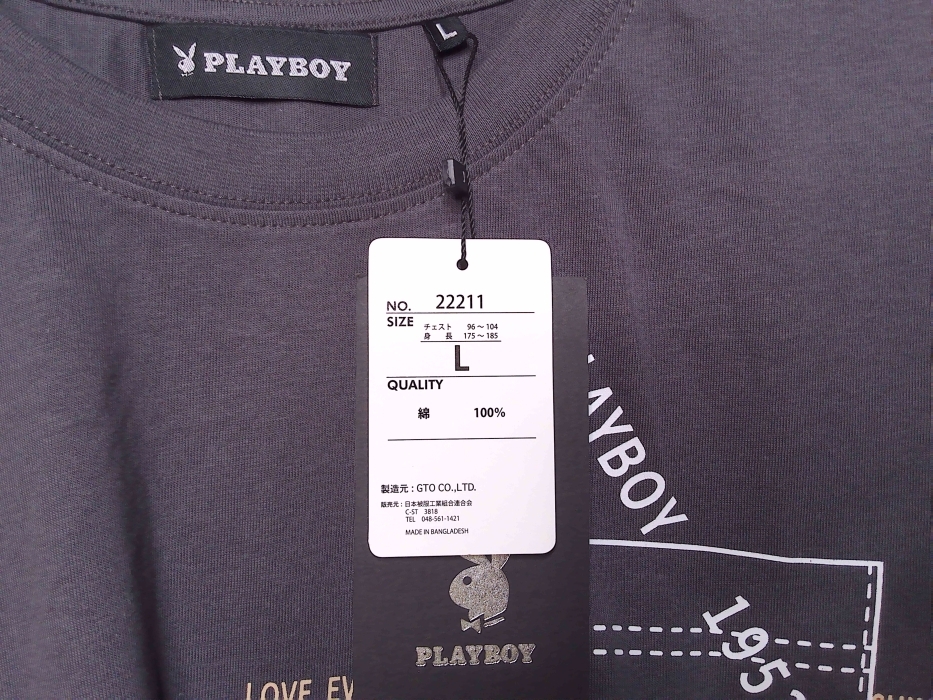 PLAYBOY
L
NO. 22211
SIZE チェスト 96～104
身 長 175～185
L
QUALITY
綿 100%
製造元 : GTO CO.,LTD.
販売元 : 日本被服工業組合連合会
C-ST 3818
TEL 048-561-1421
MADE IN BANGLADESH
PLAYBOY
PLAYBOY
195
LOVE EV